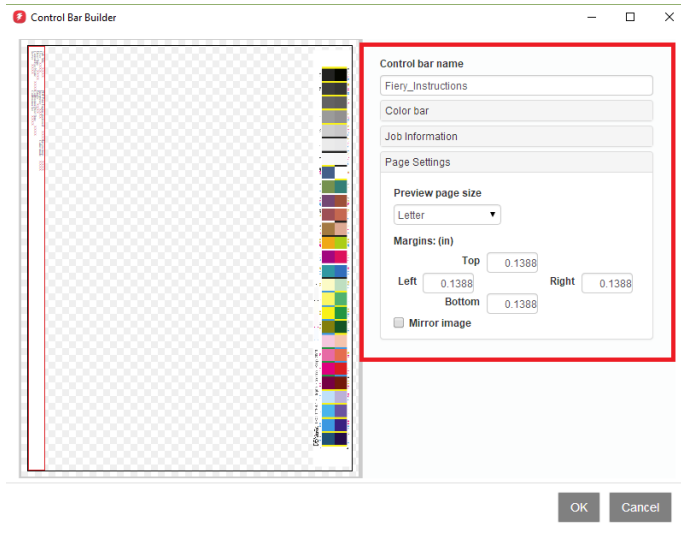 Control Bar Builder
Control bar name
Fiery_Instructions
Color bar
Job Information
Page Settings
Preview page size
Letter
Margins: (in)
Top 0.1388
Left 0.1388 Right 0.1388
Bottom 0.1388
Mirror image
OK Cancel